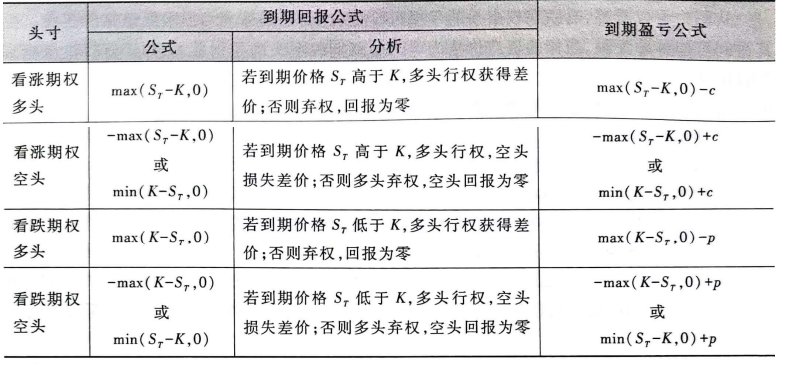 头寸
到期回报公式
到期盈亏公式
公式
分析
看涨期权
多头
max(S_T-K,0)
若到期价格 S_T 高于 K,多头行权获得差
价;否则弃权,回报为零
max(S_T-K,0)-c
看涨期权
空头
-max(S_T-K,0)
或
min(K-S_T,0)
若到期价格 S_T 高于 K,多头行权,空头
损失差价;否则多头弃权,空头回报为零
-max(S_T-K,0)+c
或
min(K-S_T,0)+c
看跌期权
多头
max(K-S_T.0)
若到期价格 S_T 低于 K,多头行权获得差
价;否则弃权,回报为零
max(K-S_T,0)-p
看跌期权
空头
-max(K-S_T,0)
或
min(S_T-K,0)
若到期价格 S_T 低于 K,多头行权,空头
损失差价;否则多头弃权,空头回报为零
-max(K-S_T,0)+p
或
min(S_T-K,0)+p